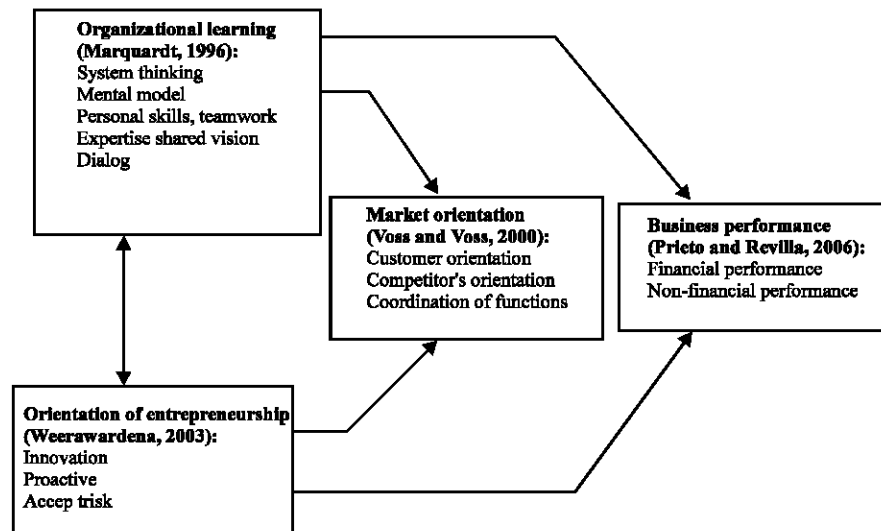 Organizational learning
(Marquardt, 1996):
System thinking
Mental model
Personal skills, teamwork
Expertise shared vision
Dialog
Market orientation
(Voss and Voss, 2000):
Customer orientation
Competitor's orientation
Coordination of functions
Business performance
(Prieto and Revilla, 2006):
Financial performance
Non-financial performance
Orientation of entrepreneurship
(Weerawardena, 2003):
Innovation
Proactive
Accep trisk